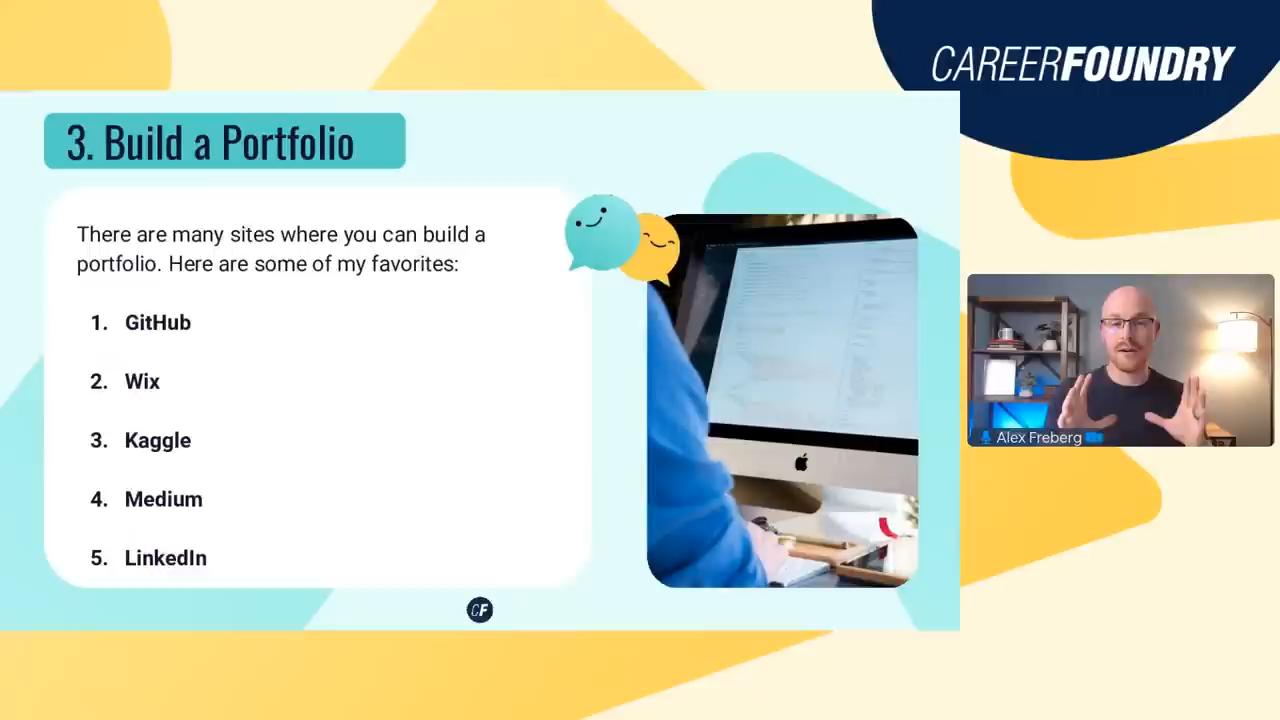 CAREERFOUNDRY
3. Build a Portfolio
There are many sites where you can build a
portfolio. Here are some of my favorites:
1. GitHub
2. Wix
3. Kaggle
4. Medium
5. LinkedIn
CF
Alex Freberg